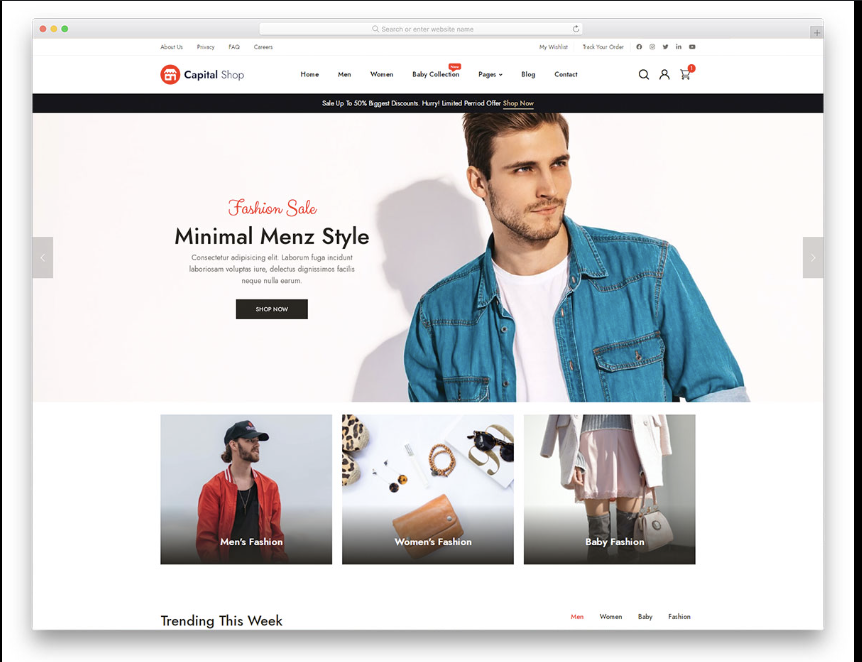 Search or enter website name
About Us Privacy FAQ Careers My Wishlist Track Your Order
Capital Shop Home Men Women Baby Collection New Pages Blog Contact
Sale Up To 50% Biggest Discounts. Hurry! Limited Perriod Offer Shop Now
Fashion Sale
Minimal Menz Style
Consectetur adipisicing elit. Laborum fuga incidunt
laboriosam voluptas iure, delectus dignissimos facilis
neque nulla earum.
SHOP NOW
Men's Fashion Women's Fashion Baby Fashion
Trending This Week Men Women Baby Fashion